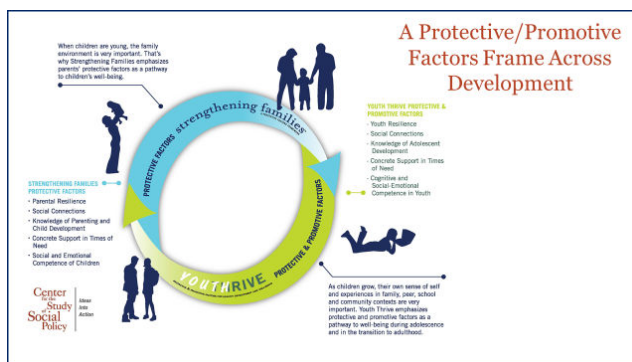 A Protective/Promotive
Factors Frame Across
Development
When children are young, the family
environment is very important. That's
why Strengthening Families emphasizes
parents' protective factors as a pathway
to children's well-being.
PROTECTIVE FACTORS strengthening families
YOUTH THRIVE PROTECTIVE &
PROMOTIVE FACTORS
- Youth Resilience
- Social Connections
- Knowledge of Adolescent
Development
- Concrete Support in Times
of Need
- Cognitive and
Social-Emotional
Competence in Youth
STRENGTHENING FAMILIES
PROTECTIVE FACTORS
• Parental Resilience
• Social Connections
• Knowledge of Parenting and
Child Development
• Concrete Support in Times of
Need
• Social and Emotional
Competence of Children
YOUTHRIVE PROTECTIVE & PROMOTIVE FACTORS
As children grow, their own sense of self
and experiences in family, peer, school
and community contexts are very
important. Youth Thrive emphasizes
protective and promotive factors as a
pathway to well-being during adolescence
and in the transition to adulthood.
Center
for the
Study
of
Social
Policy
Ideas
Into
Action